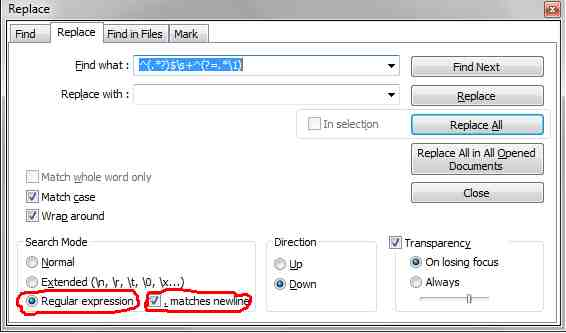 Replace
Find
Replace
Find in Files
Mark
Find what :
^(.*?)$\s+^(?=.*\1)
Find Next
Replace with :
Replace
In selection
Replace All
Replace All in All Opened
Documents
Match whole word only
Match case
Close
Wrap around
Search Mode
Normal
Extended (\n, \r, \t, \0, \x...)
Regular expression
. matches newline
Direction
Up
Down
Transparency
On losing focus
Always